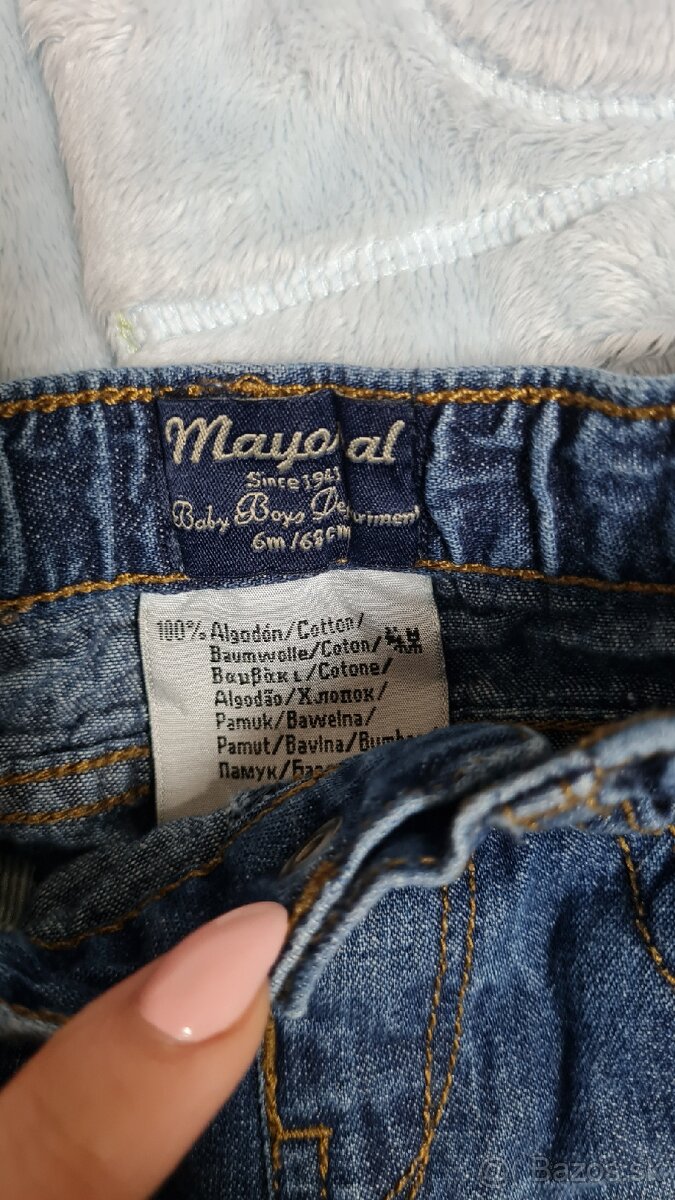 Mayoral
Since 1941
Baby Boys Department
6m/68cm
100% Algodón/Cotton/
Baumwolle/Coton/
Βαμβάκι/Cotone/
Algodão/Хлопок/
Pamuk/Bawełna/
Pamut/Bavlna/
Памук/
Bazos.sk